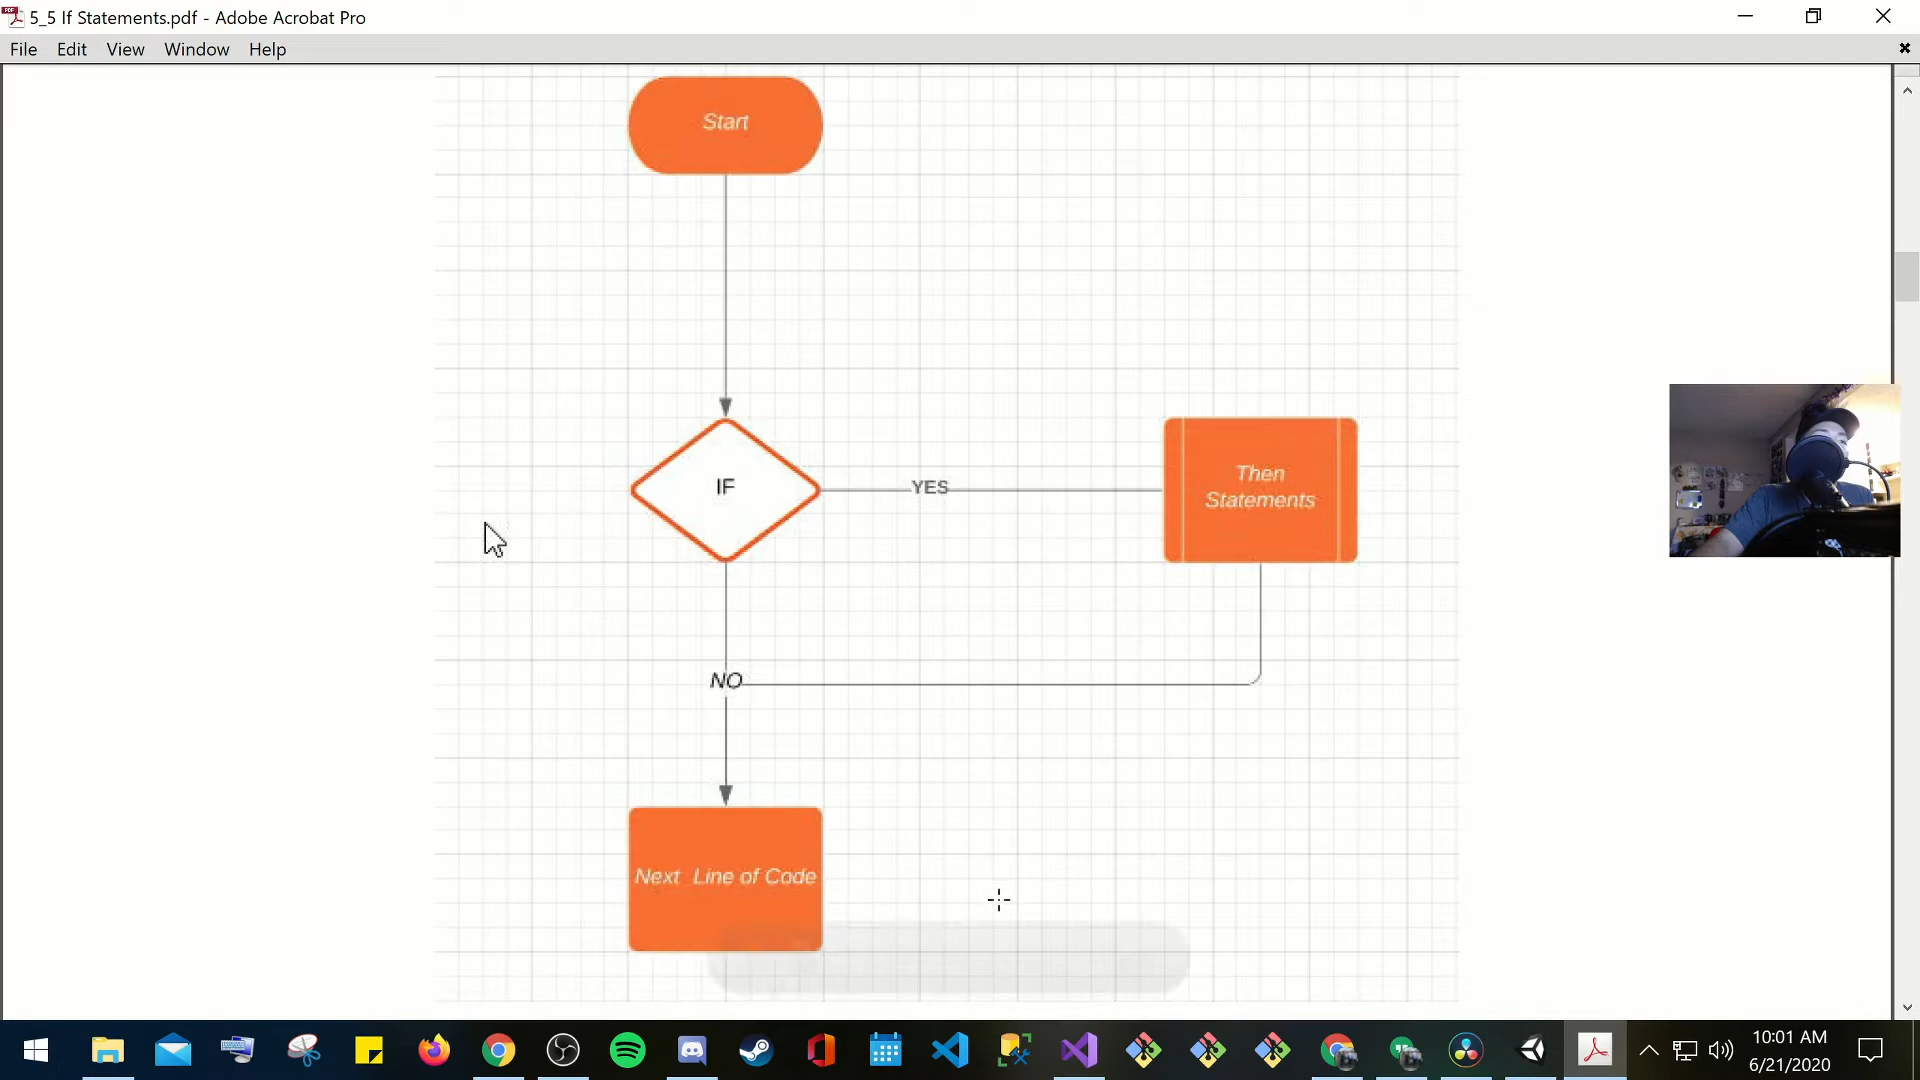 5_5 If Statements.pdf - Adobe Acrobat Pro
File Edit View Window Help
Start
IF
YES
Then
Statements
NO
Next Line of Code
10:01 AM
6/21/2020